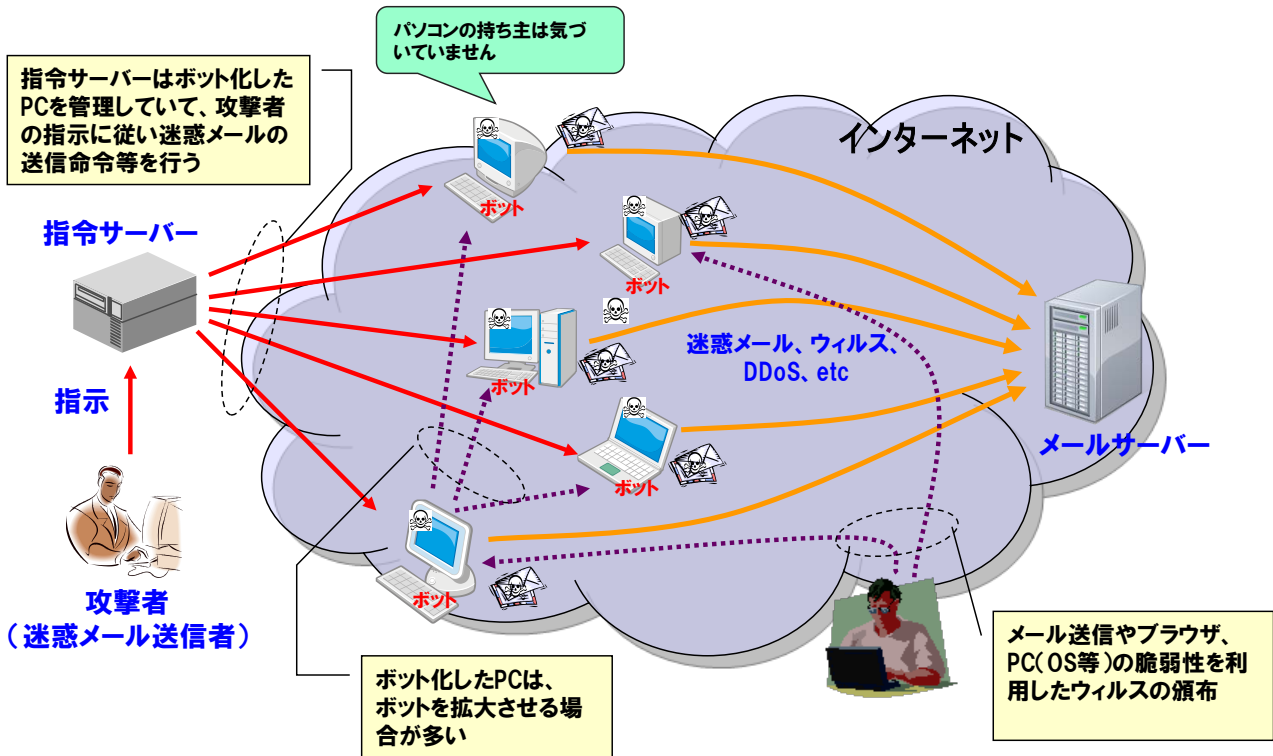 パソコンの持ち主は気づ
いていません
指令サーバーはボット化した
PCを管理していて、攻撃者
の指示に従い迷惑メールの
送信命令等を行う
インターネット
指令サーバー
ボット
ボット
ボット
迷惑メール、ウィルス、
DDoS、etc
指示
ボット
メールサーバー
ボット
攻撃者
(迷惑メール送信者)
ボット化したPCは、
ボットを拡大させる場
合が多い
メール送信やブラウザ、
PC(OS等)の脆弱性を利
用したウィルスの頒布